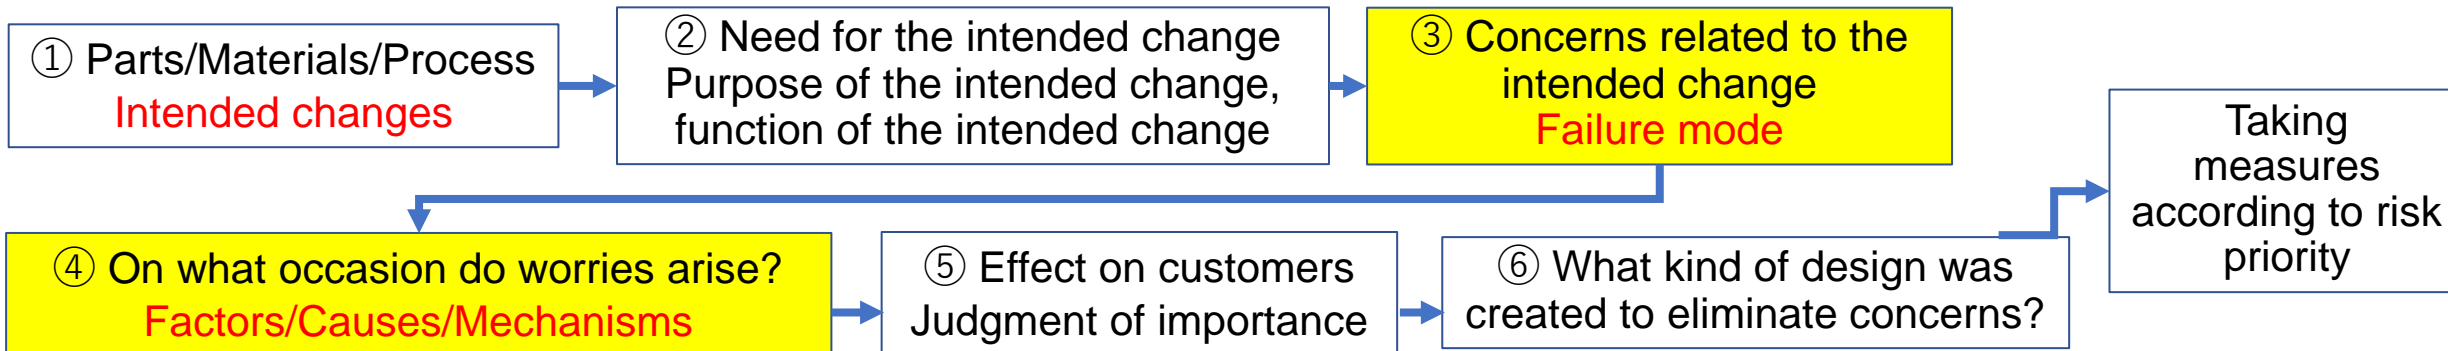 ① Parts/Materials/Process
Intended changes
② Need for the intended change
Purpose of the intended change,
function of the intended change
③ Concerns related to the
intended change
Failure mode
④ On what occasion do worries arise?
Factors/Causes/Mechanisms
⑤ Effect on customers
Judgment of importance
⑥ What kind of design was
created to eliminate concerns?
Taking
measures
according to risk
priority